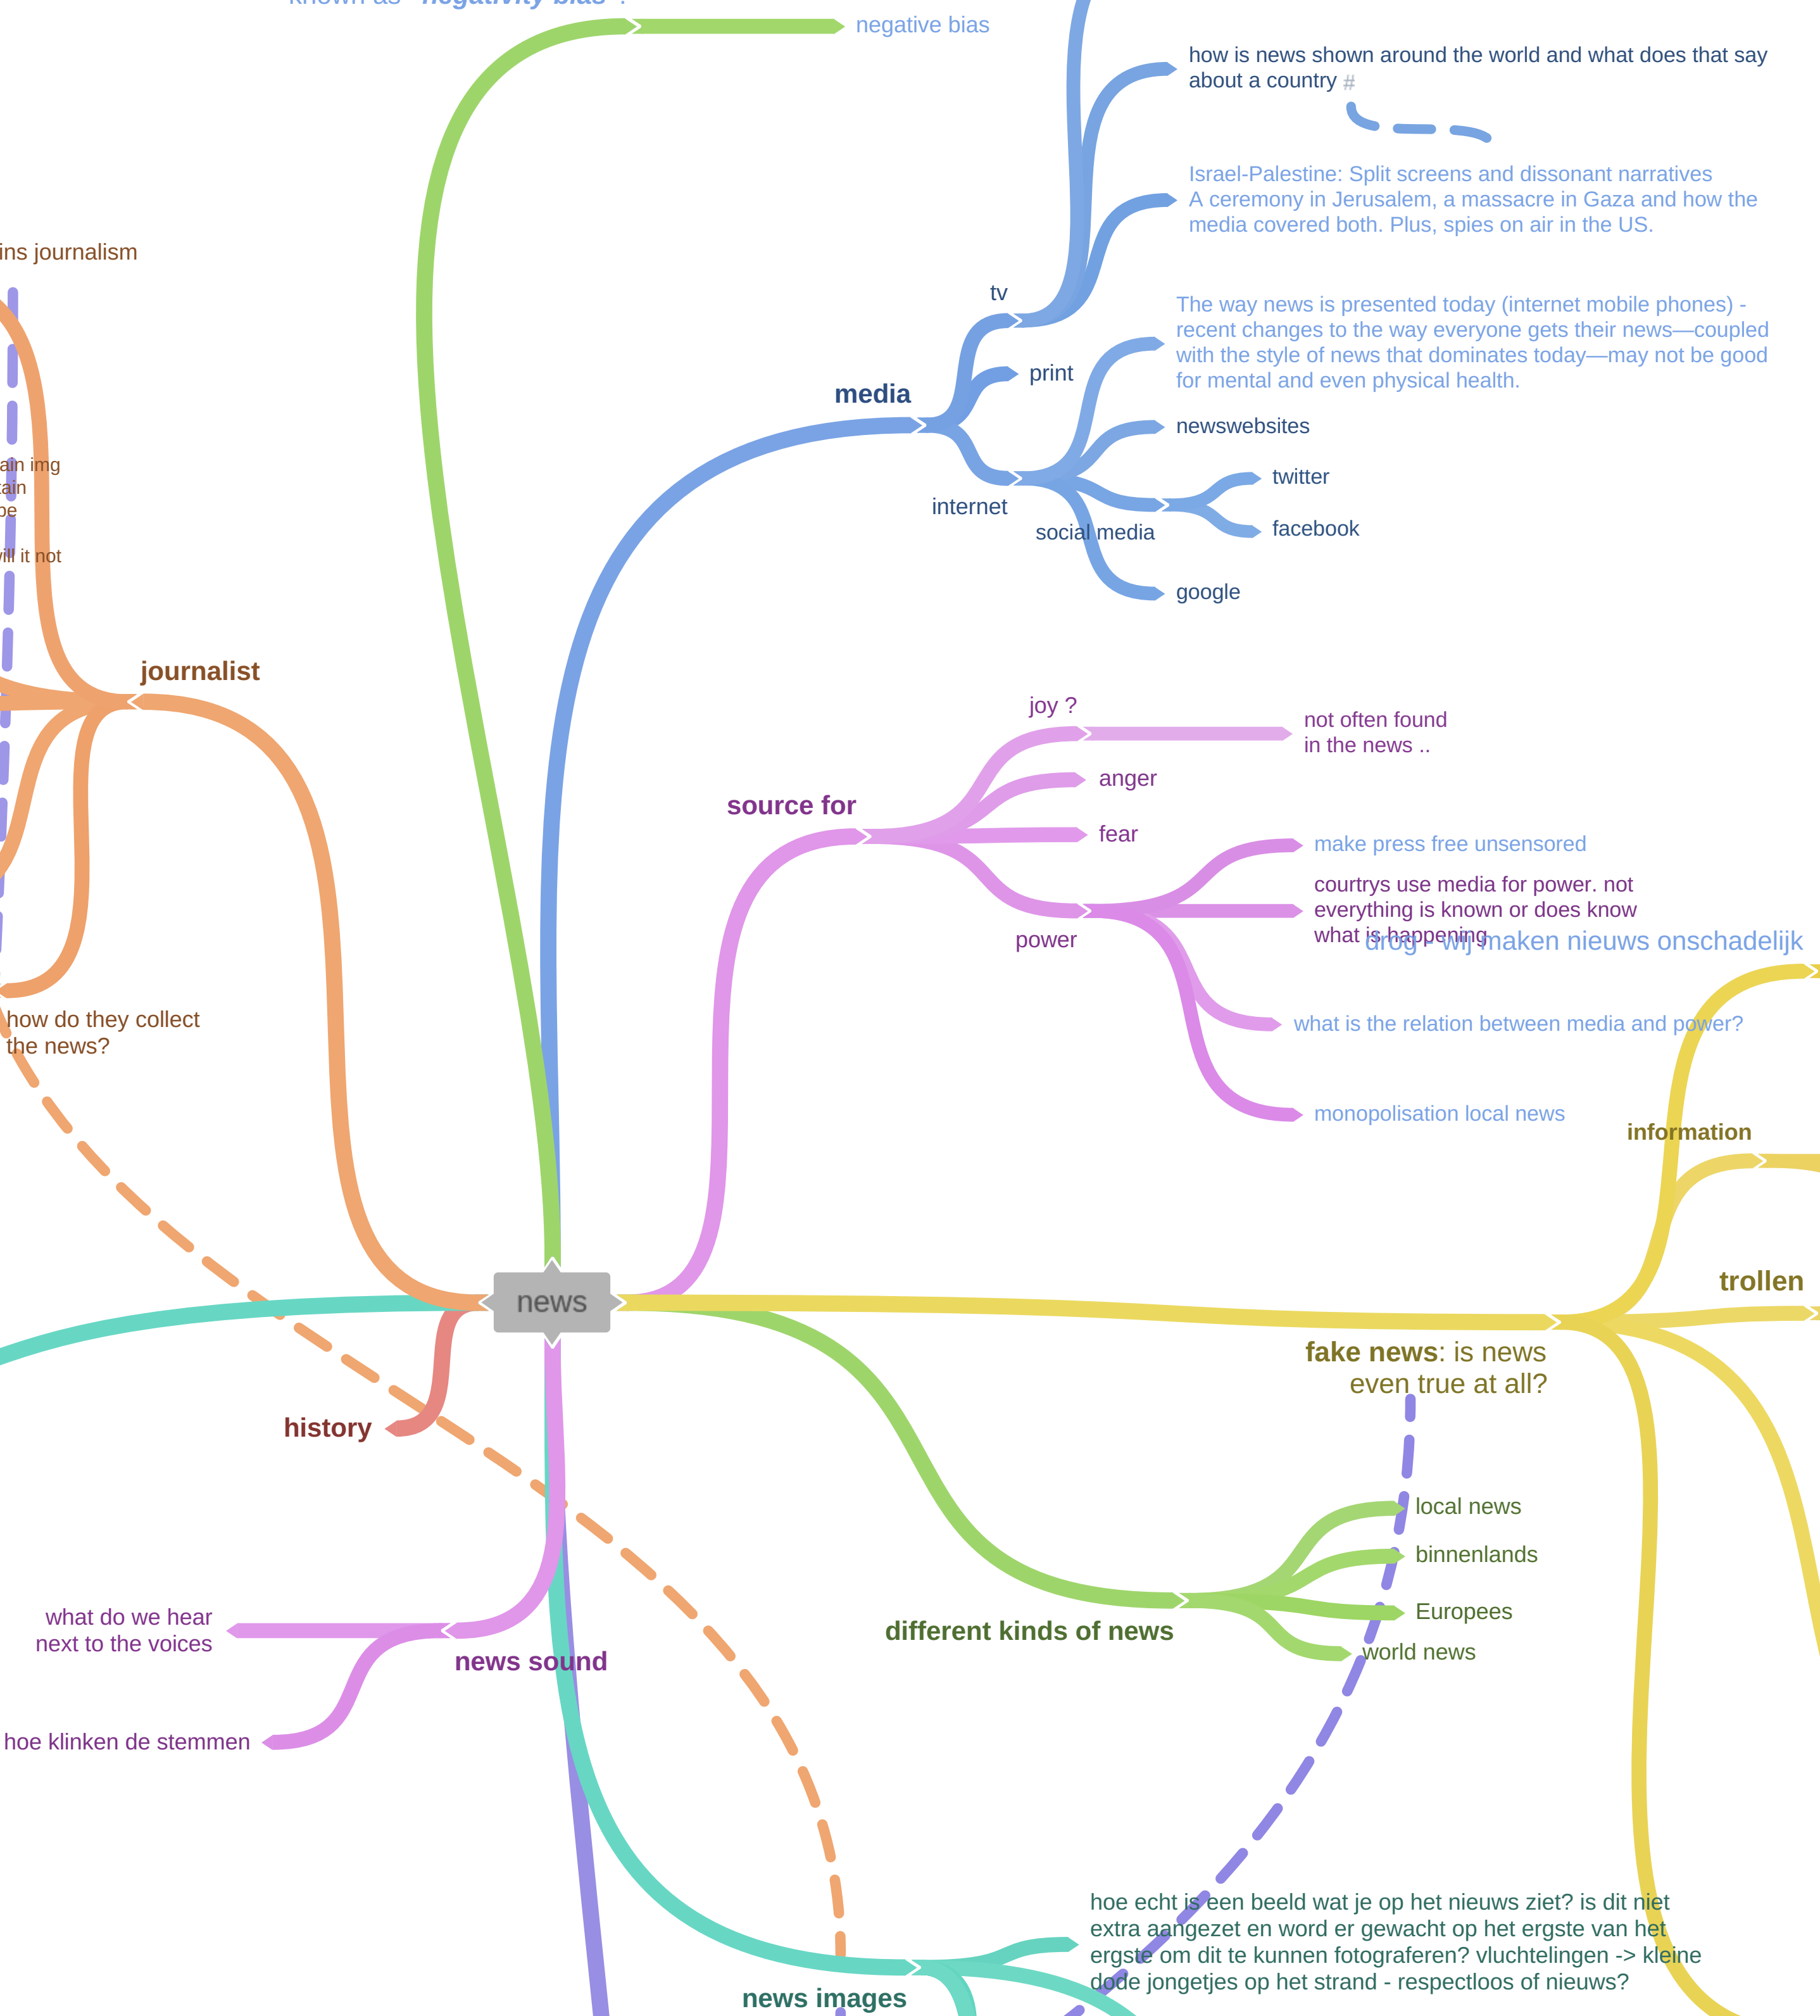 known as "negativity bias".
negative bias
how is news shown around the world and what does that say
about a country #
Israel-Palestine: Split screens and dissonant narratives
A ceremony in Jerusalem, a massacre in Gaza and how the
media covered both. Plus, spies on air in the US.
ins journalism
tv
The way news is presented today (internet mobile phones) -
recent changes to the way everyone gets their news—coupled
with the style of news that dominates today—may not be good
for mental and even physical health.
print
media
newswebsites
ain img
tain
be
twitter
internet
social media
facebook
will it not
google
journalist
joy ?
not often found
in the news ..
anger
source for
fear
make press free unsensored
courtrys use media for power. not
everything is known or does know
what is happening
power
drog - wij maken nieuws onschadelijk
how do they collect
the news?
what is the relation between media and power?
monopolisation local news
information
trollen
news
fake news: is news
even true at all?
history
local news
binnenlands
Europees
world news
different kinds of news
what do we hear
next to the voices
news sound
hoe klinken de stemmen
hoe echt is een beeld wat je op het nieuws ziet? is dit niet
extra aangezet en word er gewacht op het ergste van het
ergste om dit te kunnen fotograferen? vluchtelingen -> kleine
dode jongetjes op het strand - respectloos of nieuws?
news images